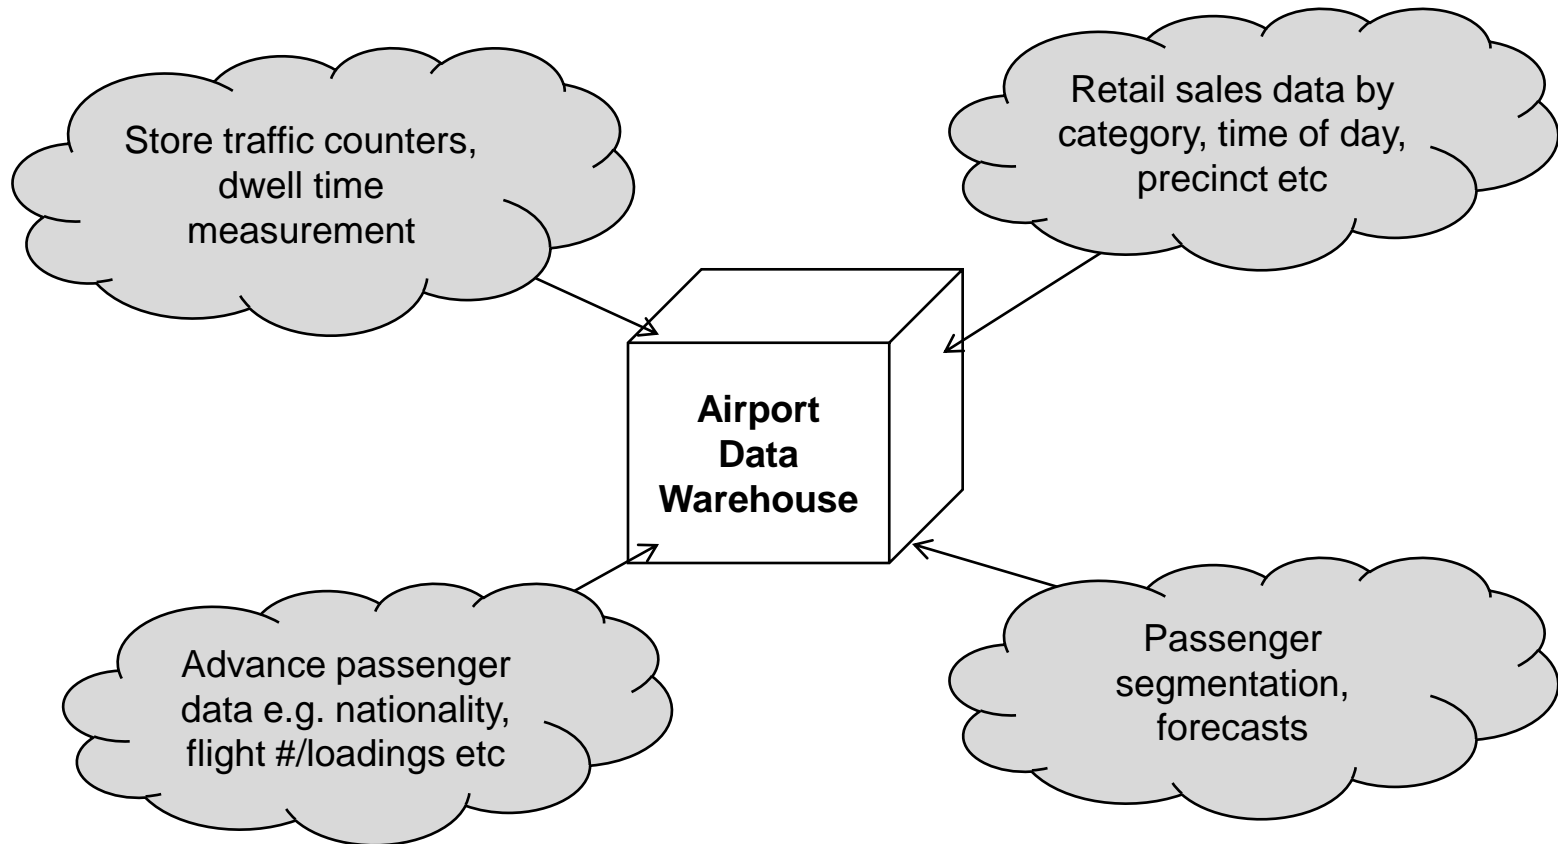 Store traffic counters,
dwell time
measurement
Retail sales data by
category, time of day,
precinct etc
Airport
Data
Warehouse
Advance passenger
data e.g. nationality,
flight #/loadings etc
Passenger
segmentation,
forecasts